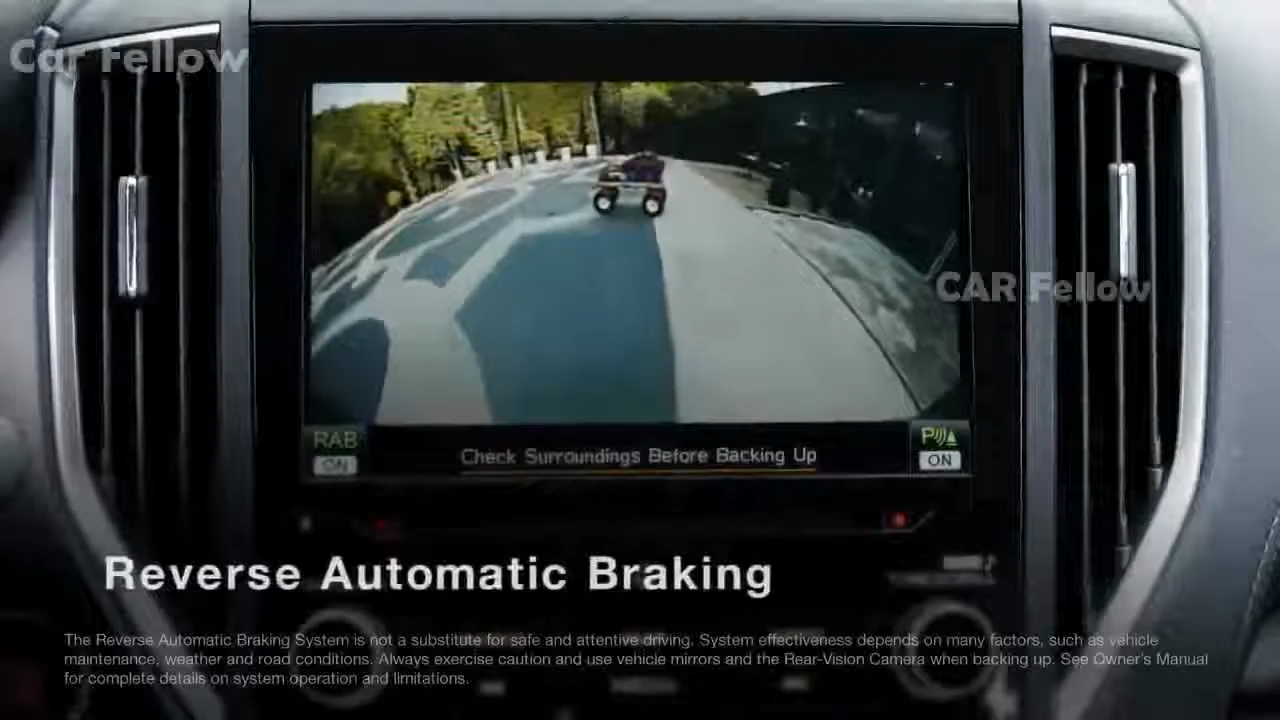 Car Fellow
CAR Fellow
RAB
ON
Check Surroundings Before Backing Up
P
ON
Reverse Automatic Braking
The Reverse Automatic Braking System is not a substitute for safe and attentive driving. System effectiveness depends on many factors, such as vehicle
maintenance, weather and road conditions. Always exercise caution and use vehicle mirrors and the Rear-Vision Camera when backing up. See Owner's Manual
for complete details on system operation and limitations.